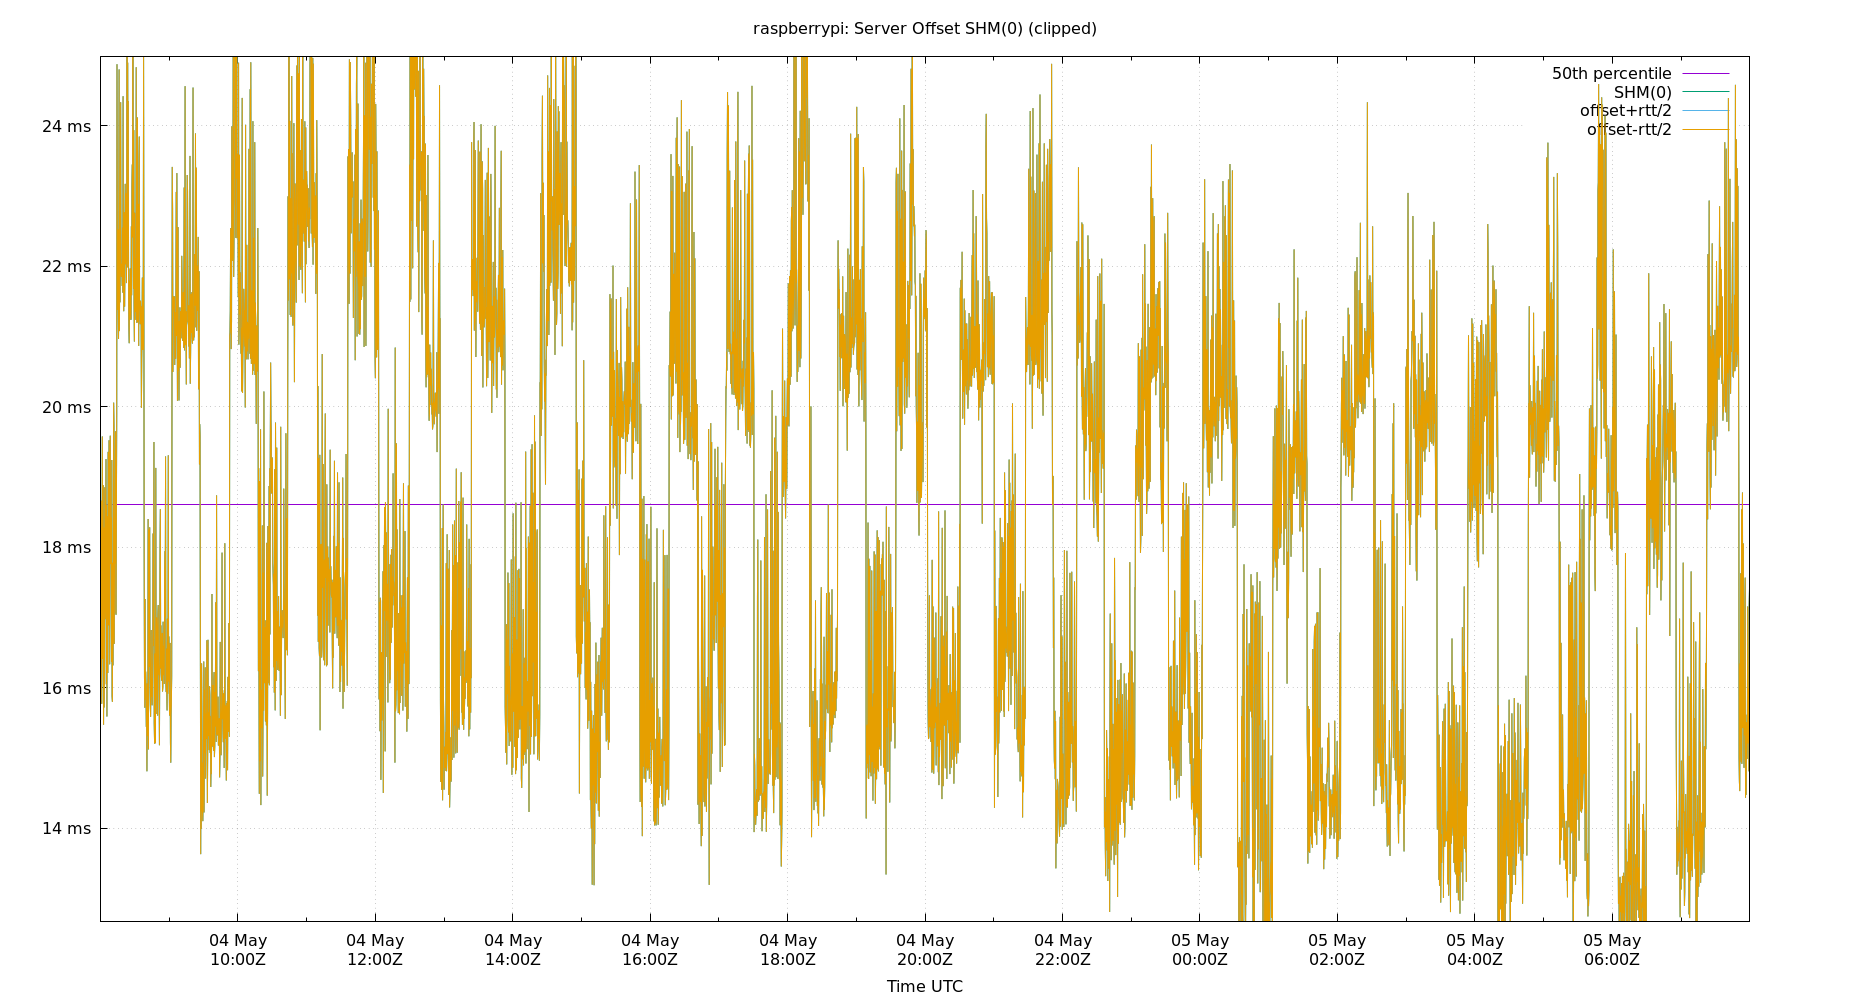 raspberrypi: Server Offset SHM(0) (clipped)
50th percentile
SHM(0)
offset+rtt/2
offset-rtt/2
24 ms
22 ms
20 ms
18 ms
16 ms
14 ms
04 May 04 May 04 May 04 May 04 May 04 May 04 May 05 May 05 May 05 May 05 May
10:00Z 12:00Z 14:00Z 16:00Z 18:00Z 20:00Z 22:00Z 00:00Z 02:00Z 04:00Z 06:00Z
Time UTC